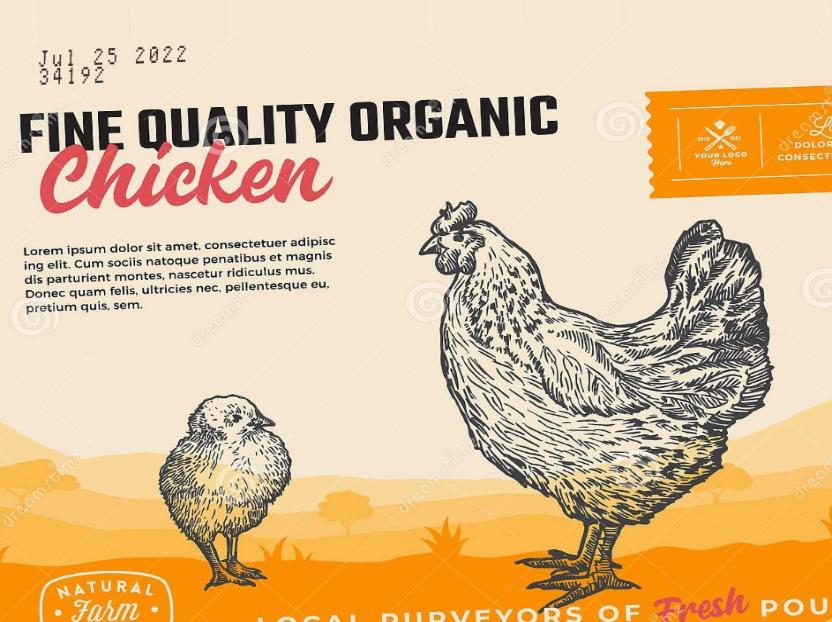 Jul 25 2022
34192
FINE QUALITY ORGANIC
Chicken
Lorem ipsum dolor sit amet, consectetuer adipisc
ing elit. Cum sociis natoque penatibus et magnis
dis parturient montes, nascetur ridiculus mus.
Donec quam felis, ultricies nec, pellentesque eu,
pretium quis, sem.
YOUR LOGO
Here
DOLOR
CONSECT
NATURAL
Farm
LOCAL PURVEYORS OF Fresh POU